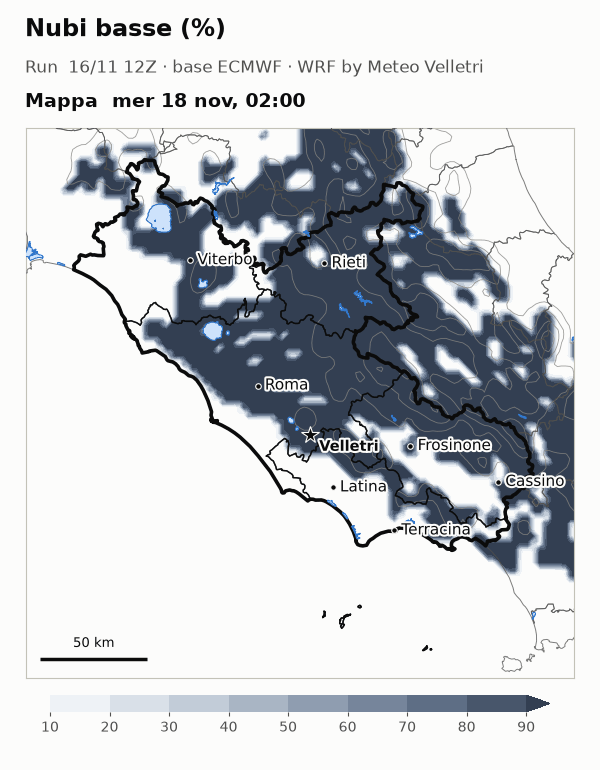 Nubi basse (%)
Run  16/11 12Z · base ECMWF · WRF by Meteo Velletri
Mappa  mer 18 nov, 02:00
Viterbo
Rieti
Roma
Velletri
Frosinone
Latina
Cassino
Terracina
50 km
10 20 30 40 50 60 70 80 90